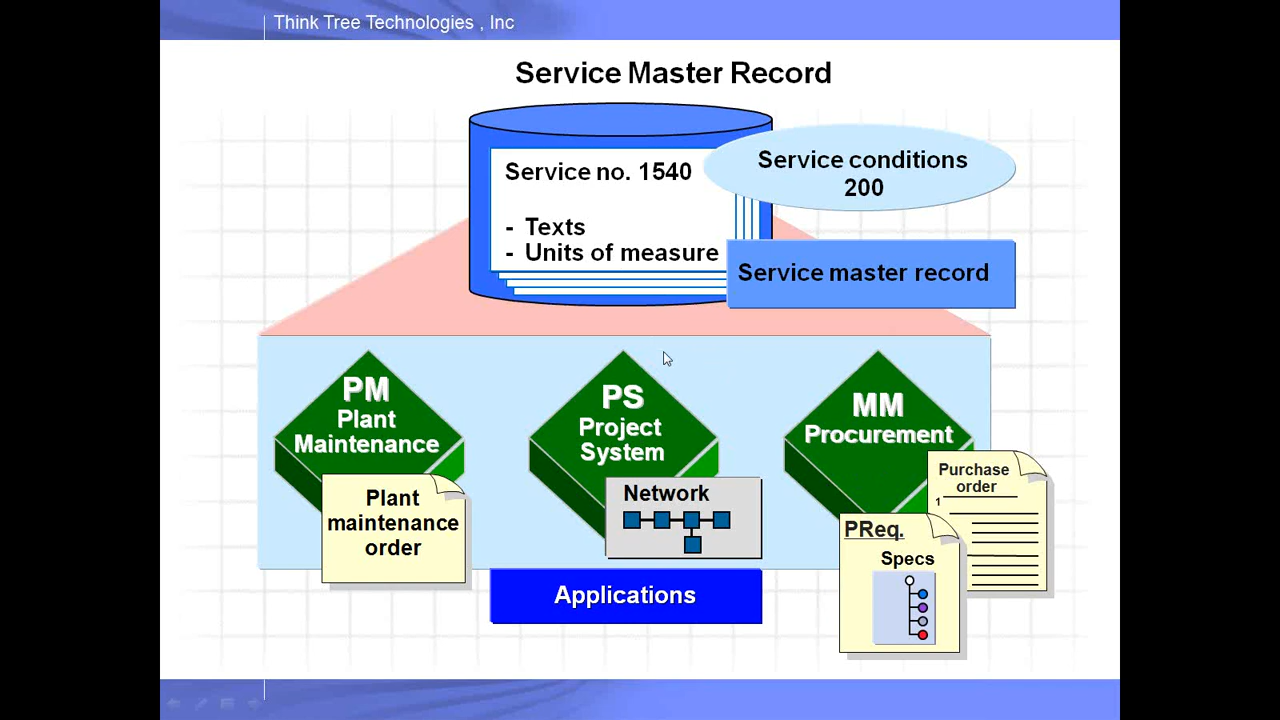 Think Tree Technologies , Inc
Service Master Record
Service no. 1540
- Texts
- Units of measure
Service conditions
200
Service master record
PM
Plant
Maintenance
Plant
maintenance
order
PS
Project
System
Network
MM
Procurement
Purchase
order
1
PReq.
Specs
Applications